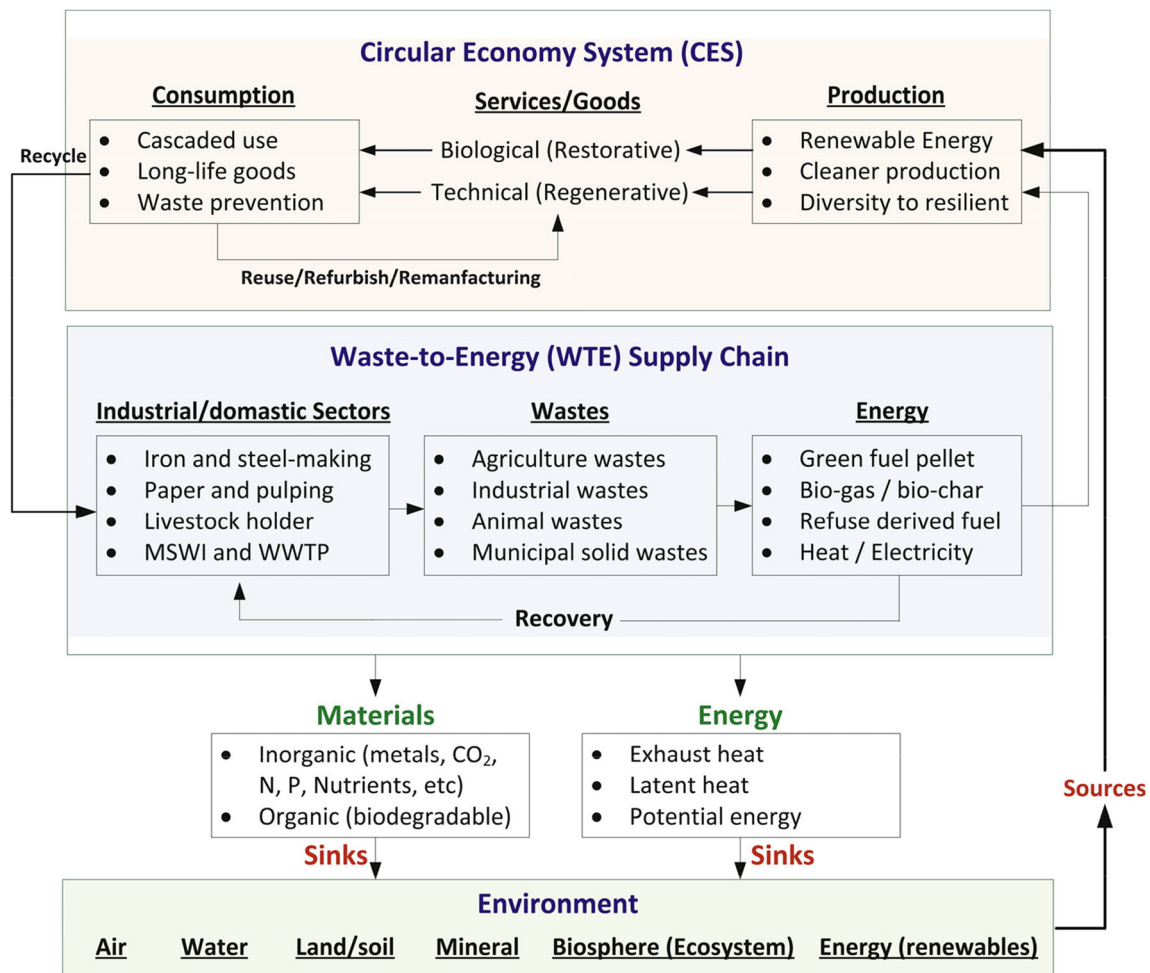 Circular Economy System (CES)
Consumption
Services/Goods
Production
Recycle
• Cascaded use
• Long-life goods
• Waste prevention
Biological (Restorative)
Technical (Regenerative)
• Renewable Energy
• Cleaner production
• Diversity to resilient
Reuse/Refurbish/Remanfacturing
Waste-to-Energy (WTE) Supply Chain
Industrial/domastic Sectors
Wastes
Energy
• Iron and steel-making
• Paper and pulping
• Livestock holder
• MSWI and WWTP
• Agriculture wastes
• Industrial wastes
• Animal wastes
• Municipal solid wastes
• Green fuel pellet
• Bio-gas / bio-char
• Refuse derived fuel
• Heat / Electricity
Recovery
Materials
Energy
• Inorganic (metals, CO₂,
N, P, Nutrients, etc)
• Organic (biodegradable)
• Exhaust heat
• Latent heat
• Potential energy
Sources
Sinks
Sinks
Environment
Air
Water
Land/soil
Mineral
Biosphere (Ecosystem)
Energy (renewables)